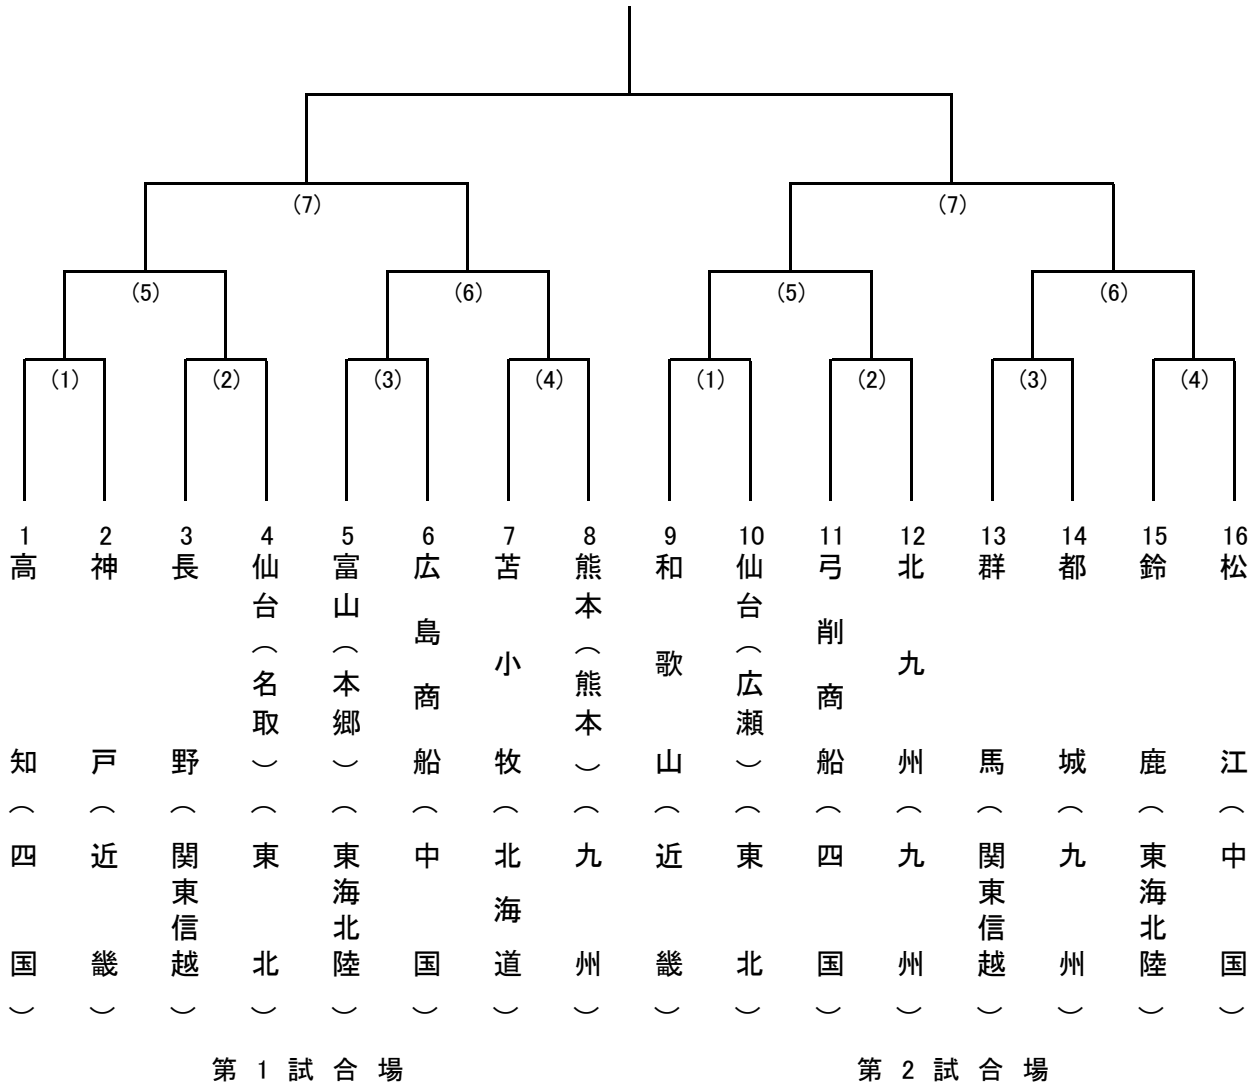 (7)
(7)
(5)
(6)
(5)
(6)
(1)
(2)
(3)
(4)
(1)
(2)
(3)
(4)
1 高知(四国)
2 神戸(近畿)
3 長野(関東信越)
4 仙台(名取)(東北)
5 富山(本郷)(東海北陸)
6 広島商船(中国)
7 苫小牧(北海道)
8 熊本(熊本)(九州)
9 和歌山(近畿)
10 仙台(広瀬)(東北)
11 弓削商船(四国)
12 北九州(九州)
13 群馬(関東信越)
14 都城(九州)
15 鈴鹿(東海北陸)
16 松江(中国)
第1試合場
第2試合場